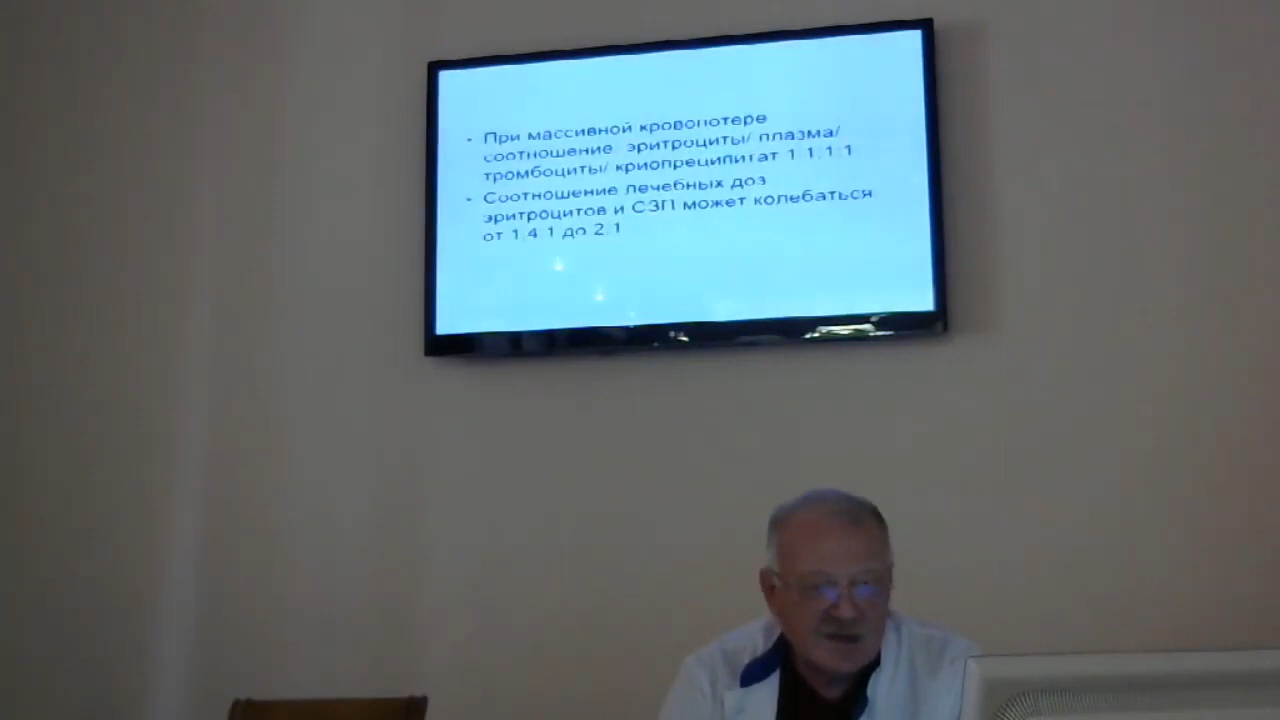 - При массивной кровопотере
соотношение эритроциты/ плазма/
тромбоциты/ криопреципитат 1:1:1:1
- Соотношение лечебных доз
эритроцитов и СЗП может колебаться
от 1,4:1 до 2:1